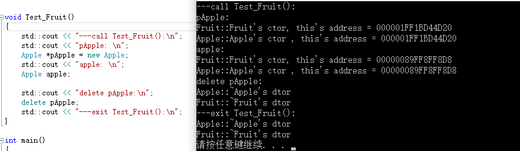 void Test_Fruit()
{
std::cout << "---call Test_Fruit():\n";
std::cout << "pApple: \n";
Apple *pApple = new Apple;
std::cout << "apple: \n";
Apple apple;
std::cout << "delete pApple:\n";
delete pApple;
std::cout << "---exit Test_Fruit():\n";
}
int main()
{
---call Test_Fruit():
pApple:
Fruit::Fruit's ctor, this's address = 000001FF1BD44D20
Apple::Apple's ctor , this's address = 000001FF1BD44D20
apple:
Fruit::Fruit's ctor, this's address = 00000089FF8FF8D8
Apple::Apple's ctor , this's address = 00000089FF8FF8D8
delete pApple:
Apple::~Apple's dtor
Fruit::~Fruit's dtor
---exit Test_Fruit():
Apple::~Apple's dtor
Fruit::~Fruit's dtor
请按任意键继续. . .